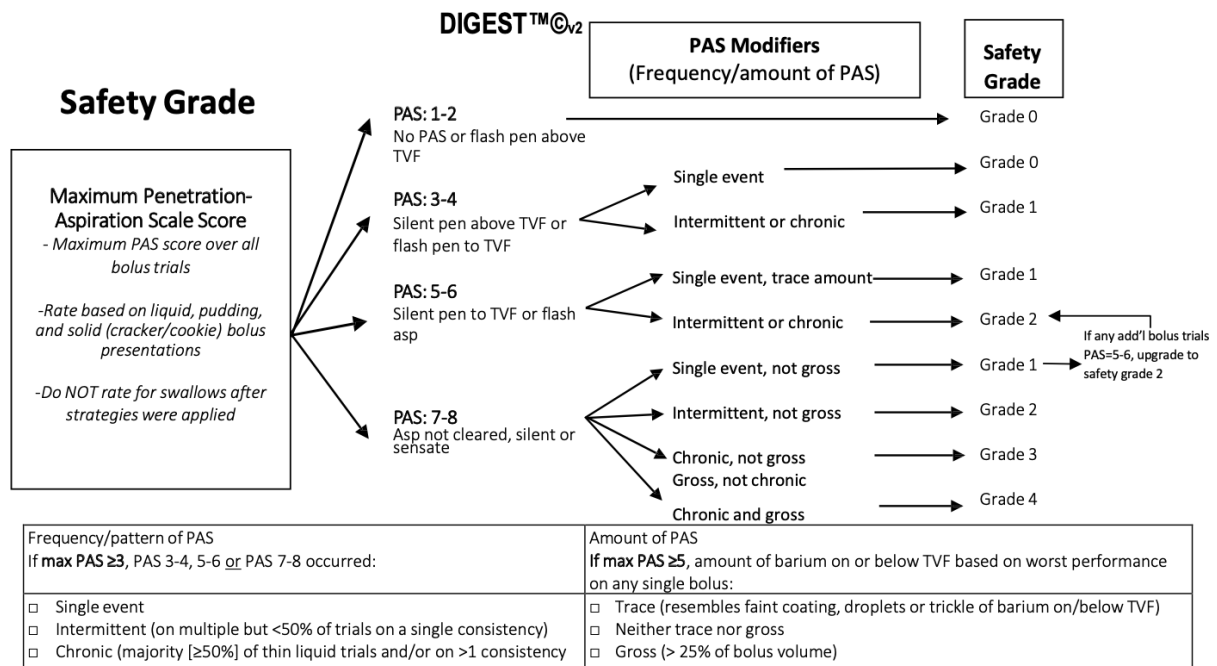 DIGEST™©v2
Safety Grade
Maximum Penetration-
Aspiration Scale Score
- Maximum PAS score over all
bolus trials
-Rate based on liquid, pudding,
and solid (cracker/cookie) bolus
presentations
-Do NOT rate for swallows after
strategies were applied
PAS: 1-2
No PAS or flash pen above
TVF
PAS: 3-4
Silent pen above TVF or
flash pen to TVF
PAS: 5-6
Silent pen to TVF or flash
asp
PAS: 7-8
Asp not cleared, silent or
sensate
PAS Modifiers
(Frequency/amount of PAS)
Single event
Intermittent or chronic
Single event, trace amount
Intermittent or chronic
Single event, not gross
Intermittent, not gross
Chronic, not gross
Gross, not chronic
Chronic and gross
Safety
Grade
Grade 0
Grade 0
Grade 1
Grade 1
Grade 2
Grade 1
Grade 2
Grade 3
Grade 4
If any add'l bolus trials
PAS=5-6, upgrade to
safety grade 2
Frequency/pattern of PAS
If max PAS ≥3, PAS 3-4, 5-6 or PAS 7-8 occurred:
□ Single event
□ Intermittent (on multiple but <50% of trials on a single consistency)
□ Chronic (majority [≥50%] of thin liquid trials and/or on >1 consistency
Amount of PAS
If max PAS ≥5, amount of barium on or below TVF based on worst performance
on any single bolus:
□ Trace (resembles faint coating, droplets or trickle of barium on/below TVF)
□ Neither trace nor gross
□ Gross (> 25% of bolus volume)